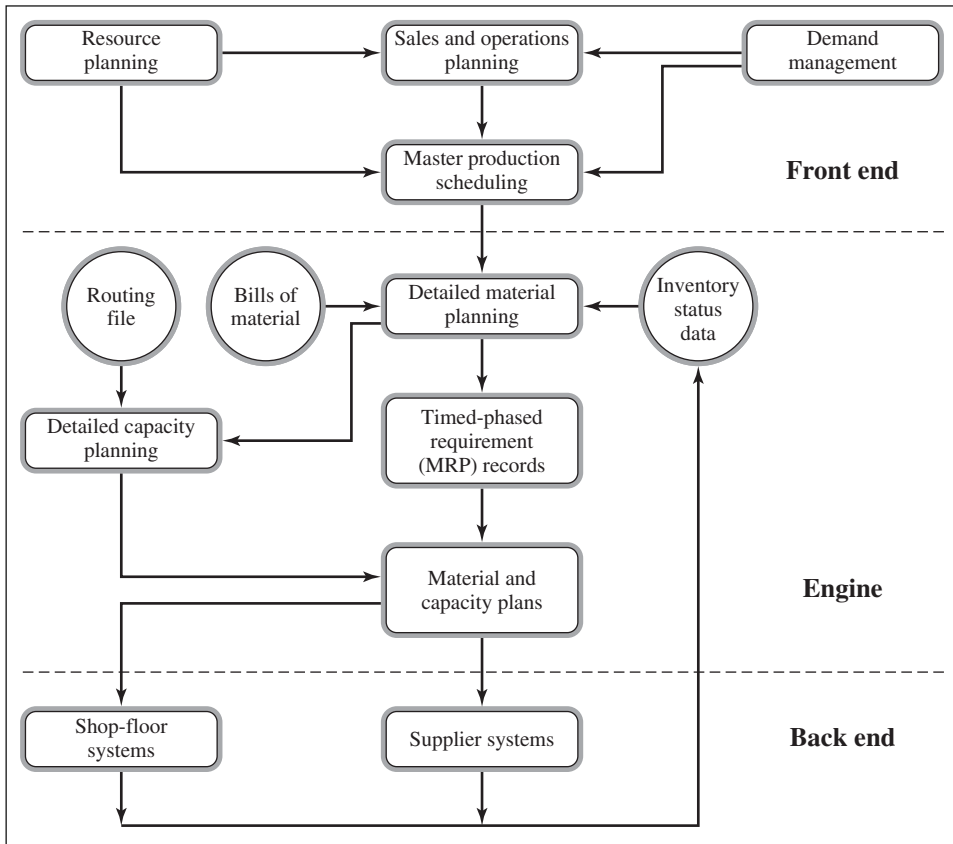 Resource
planning
Sales and operations
planning
Demand
management
Master production
scheduling
Front end
Routing
file
Bills of
material
Detailed material
planning
Inventory
status
data
Detailed capacity
planning
Timed-phased
requirement
(MRP) records
Material and
capacity plans
Engine
Shop-floor
systems
Supplier systems
Back end